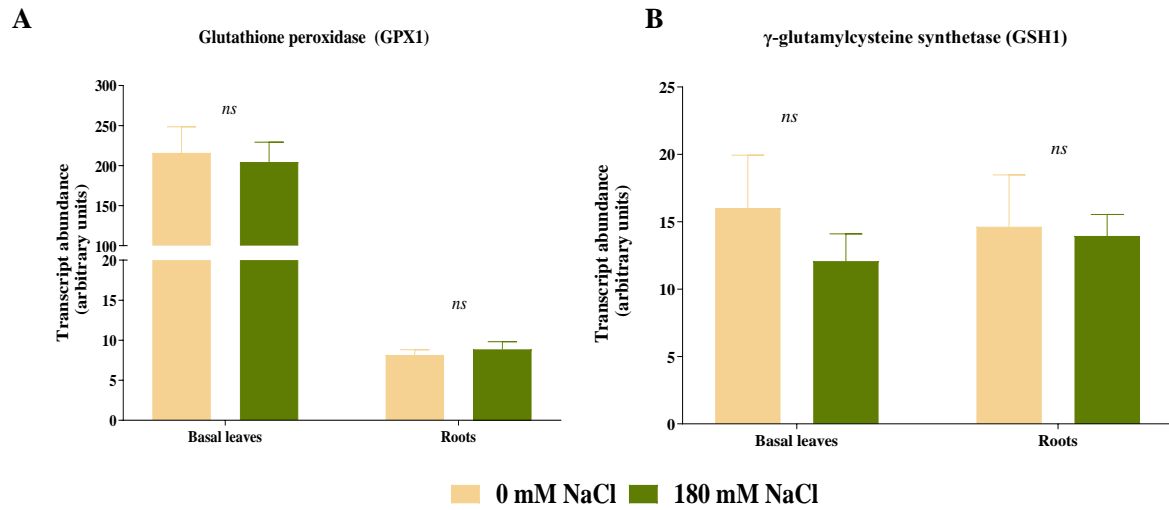 A
Glutathione peroxidase (GPX1)
Transcript abundance
(arbitrary units)
300
250
200
150
100
20
15
10
5
0
ns
ns
Basal leaves
Roots
B
γ-glutamylcysteine synthetase (GSH1)
Transcript abundance
(arbitrary units)
25
20
15
10
5
0
ns
ns
Basal leaves
Roots
0 mM NaCl
180 mM NaCl